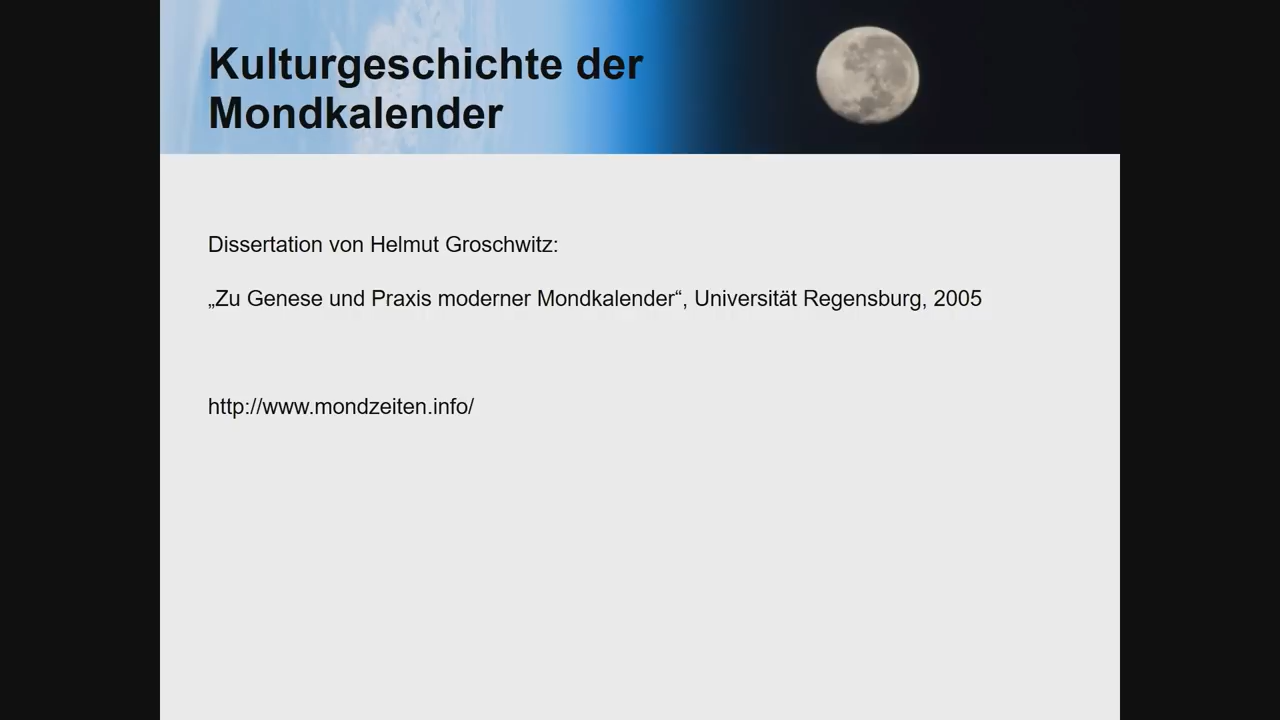 Kulturgeschichte der
Mondkalender
Dissertation von Helmut Groschwitz:
„Zu Genese und Praxis moderner Mondkalender“, Universität Regensburg, 2005
http://www.mondzeiten.info/